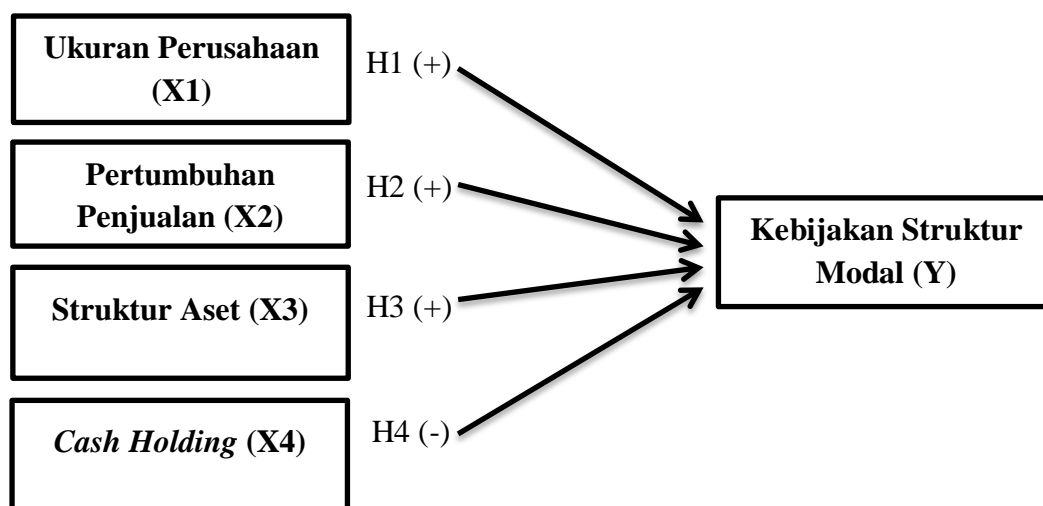 Ukuran Perusahaan
(X1)
H1 (+)
Pertumbuhan
Penjualan (X2)
H2 (+)
Struktur Aset (X3)
H3 (+)
Cash Holding (X4)
H4 (-)
Kebijakan Struktur
Modal (Y)